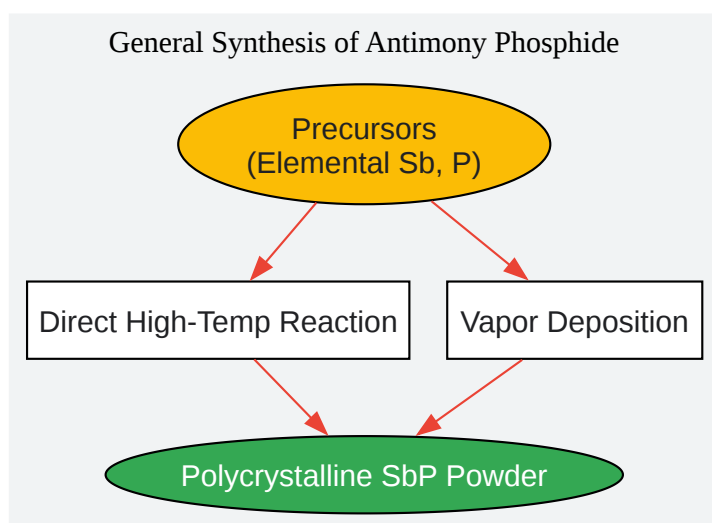 General Synthesis of Antimony Phosphide
Precursors
(Elemental Sb, P)
Direct High-Temp Reaction
Vapor Deposition
Polycrystalline SbP Powder